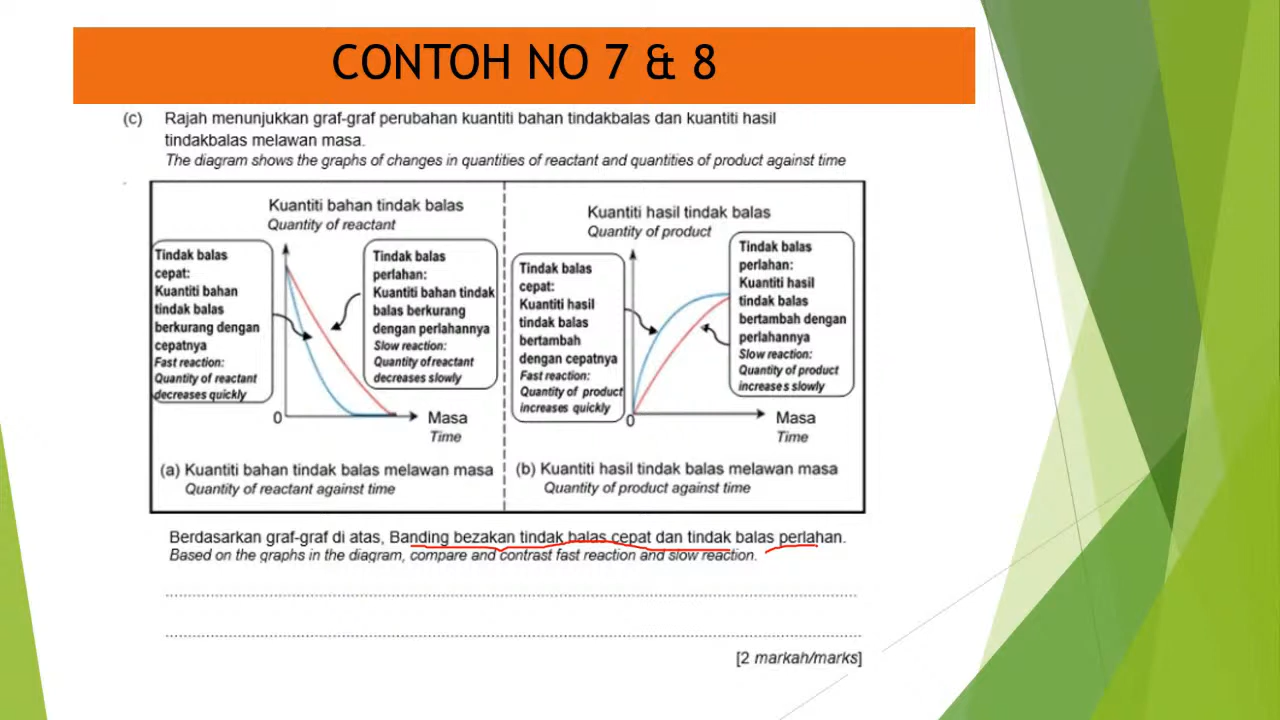 CONTOH NO 7 & 8
(c) Rajah menunjukkan graf-graf perubahan kuantiti bahan tindakbalas dan kuantiti hasil
tindakbalas melawan masa.
The diagram shows the graphs of changes in quantities of reactant and quantities of product against time
Kuantiti bahan tindak balas
Quantity of reactant
Tindak balas
cepat:
Kuantiti bahan
tindak balas
berkurang dengan
cepatnya
Fast reaction:
Quantity of reactant
decreases quickly
Tindak balas
perlahan:
Kuantiti bahan tindak
balas berkurang
dengan perlahannya
Slow reaction:
Quantity of reactant
decreases slowly
0
Masa
Time
(a) Kuantiti bahan tindak balas melawan masa
Quantity of reactant against time
Kuantiti hasil tindak balas
Quantity of product
Tindak balas
cepat:
Kuantiti hasil
tindak balas
bertambah
dengan cepatnya
Fast reaction:
Quantity of product
increases quickly
Tindak balas
perlahan:
Kuantiti hasil
tindak balas
bertambah dengan
perlahannya
Slow reaction:
Quantity of product
increases slowly
0
Masa
Time
(b) Kuantiti hasil tindak balas melawan masa
Quantity of product against time
Berdasarkan graf-graf di atas, Banding bezakan tindak balas cepat dan tindak balas perlahan.
Based on the graphs in the diagram, compare and contrast fast reaction and slow reaction.
[2 markah/marks]